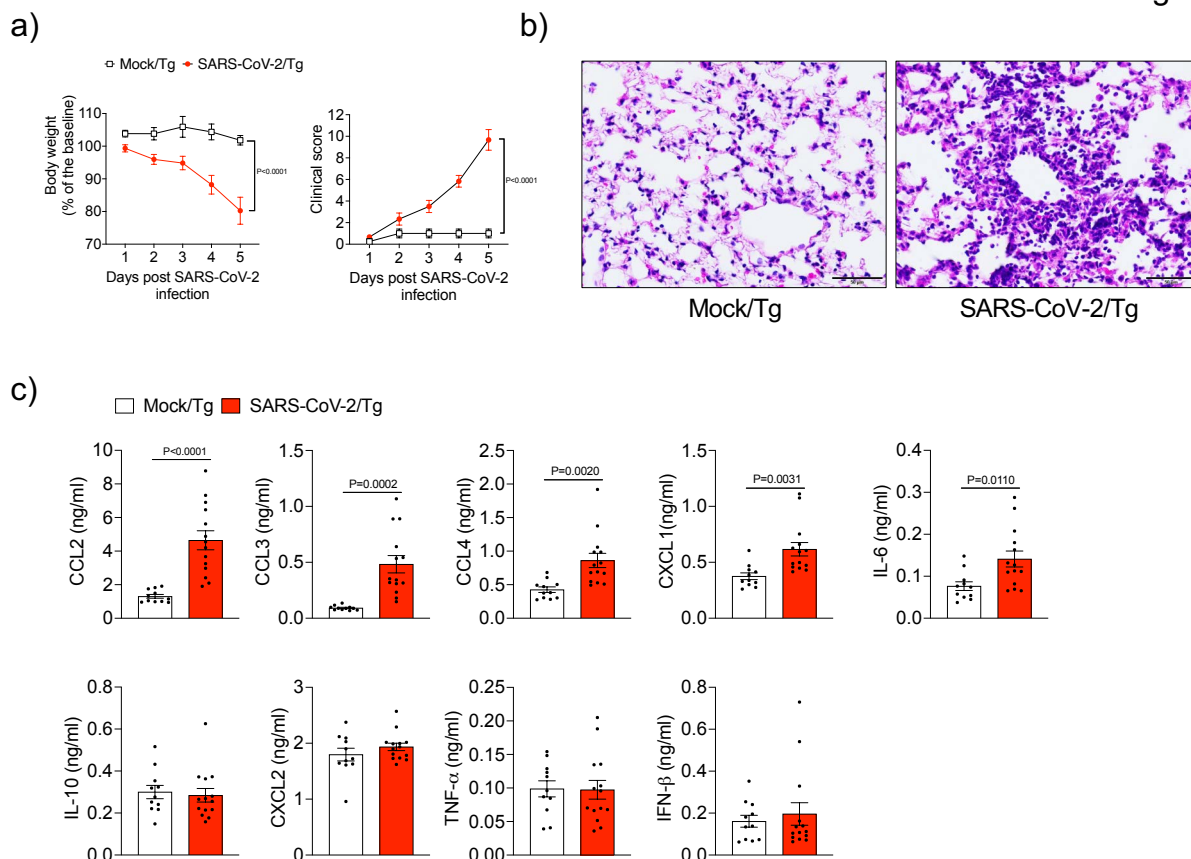 g
a)
b)
Mock/Tg SARS-CoV-2/Tg
Body weight
(% of the baseline)
110
100
90
80
70
P<0.0001
1 2 3 4 5
Days post SARS-CoV-2
infection
Clinical score
12
10
8
6
4
2
0
P<0.0001
1 2 3 4 5
Days post SARS-CoV-2
infection
50 µm
Mock/Tg
SARS-CoV-2/Tg
c)
Mock/Tg SARS-CoV-2/Tg
CCL2 (ng/ml)
10
8
6
4
2
0
P<0.0001
CCL3 (ng/ml)
1.5
1.0
0.5
0.0
P=0.0002
CCL4 (ng/ml)
2.4
2.0
1.5
1.0
0.5
0.0
P=0.0020
CXCL1(ng/ml)
1.5
1.0
0.5
0.0
P=0.0031
IL-6 (ng/ml)
0.4
0.3
0.2
0.1
0.0
P=0.0110
IL-10 (ng/ml)
0.8
0.6
0.4
0.2
0.0
CXCL2 (ng/ml)
3
2
1
0
TNF-α (ng/ml)
0.25
0.20
0.15
0.10
0.05
0.00
IFN-β (ng/ml)
0.8
0.6
0.4
0.2
0.0